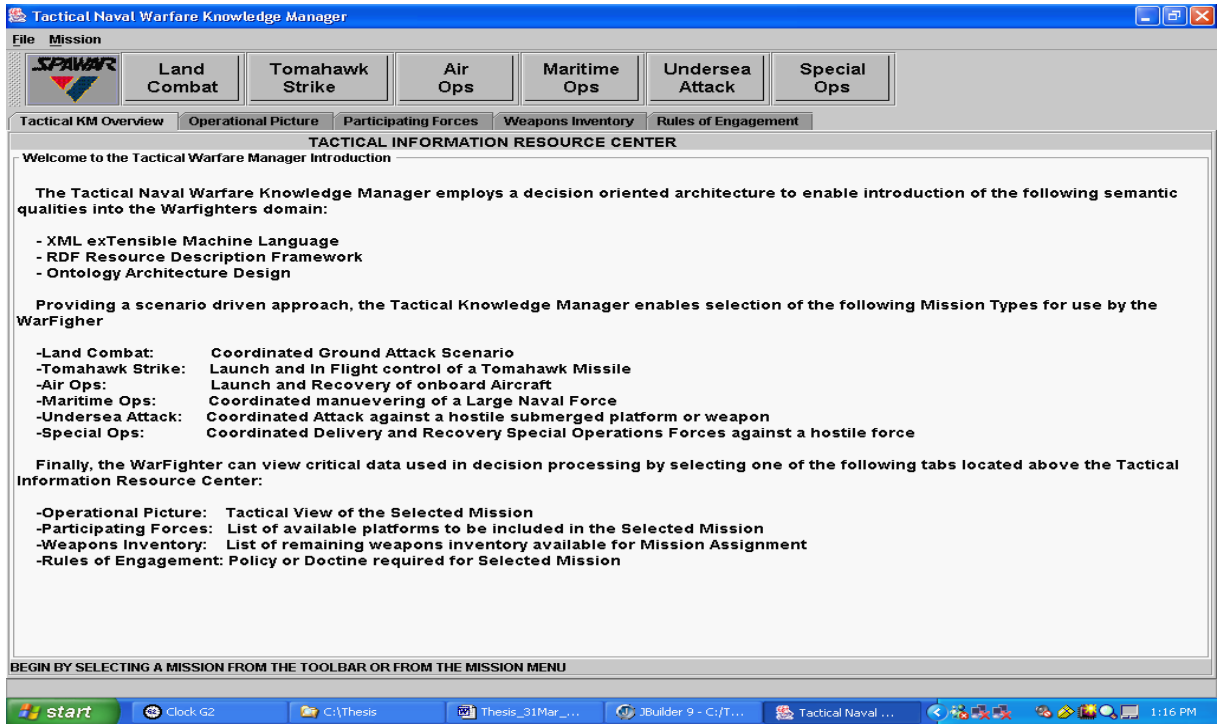 Tactical Naval Warfare Knowledge Manager
File Mission
SPAWAR
Land Combat
Tomahawk Strike
Air Ops
Maritime Ops
Undersea Attack
Special Ops
Tactical KM Overview Operational Picture Participating Forces Weapons Inventory Rules of Engagement
TACTICAL INFORMATION RESOURCE CENTER
Welcome to the Tactical Warfare Manager Introduction
The Tactical Naval Warfare Knowledge Manager employs a decision oriented architecture to enable introduction of the following semantic
qualities into the Warfighters domain:
- XML exTensible Machine Language
- RDF Resource Description Framework
- Ontology Architecture Design
Providing a scenario driven approach, the Tactical Knowledge Manager enables selection of the following Mission Types for use by the
WarFigher
-Land Combat: Coordinated Ground Attack Scenario
-Tomahawk Strike: Launch and In Flight control of a Tomahawk Missile
-Air Ops: Launch and Recovery of onboard Aircraft
-Maritime Ops: Coordinated manuevering of a Large Naval Force
-Undersea Attack: Coordinated Attack against a hostile submerged platform or weapon
-Special Ops: Coordinated Delivery and Recovery Special Operations Forces against a hostile force
Finally, the WarFighter can view critical data used in decision processing by selecting one of the following tabs located above the Tactical
Information Resource Center:
-Operational Picture: Tactical View of the Selected Mission
-Participating Forces: List of available platforms to be included in the Selected Mission
-Weapons Inventory: List of remaining weapons inventory available for Mission Assignment
-Rules of Engagement: Policy or Doctine required for Selected Mission
BEGIN BY SELECTING A MISSION FROM THE TOOLBAR OR FROM THE MISSION MENU
start Clock G2 C:\Thesis Thesis_31Mar_... JBuilder 9 - C:/T... Tactical Naval ... 1:16 PM